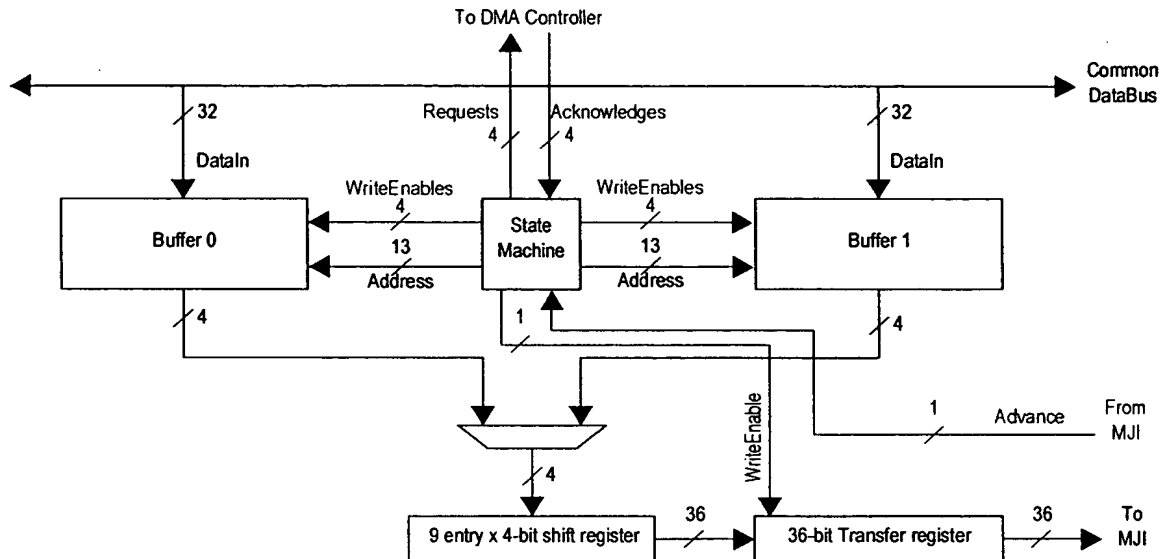 To DMA Controller
Common
DataBus
32
Requests
4
Acknowledges
4
32
DataIn
DataIn
WriteEnables
4
WriteEnables
4
Buffer 0
State
Machine
Buffer 1
13
Address
13
Address
4
1
4
1
Advance
From
MJI
WriteEnable
4
9 entry x 4-bit shift register
36
36-bit Transfer register
36
To
MJI